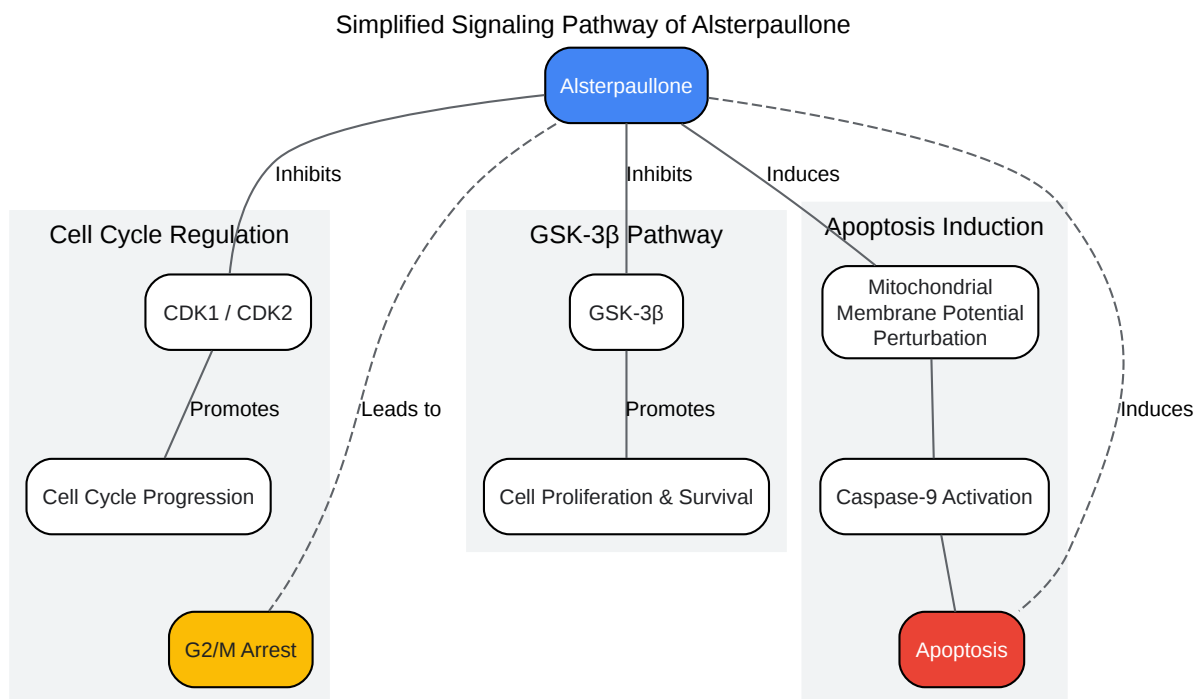 Simplified Signaling Pathway of Alsterpaullone
Alsterpaullone
Inhibits
Inhibits
Induces
Cell Cycle Regulation
GSK-3β Pathway
Apoptosis Induction
CDK1 / CDK2
GSK-3β
Mitochondrial
Membrane Potential
Perturbation
Promotes
Leads to
Promotes
Induces
Cell Cycle Progression
Cell Proliferation & Survival
Caspase-9 Activation
G2/M Arrest
Apoptosis